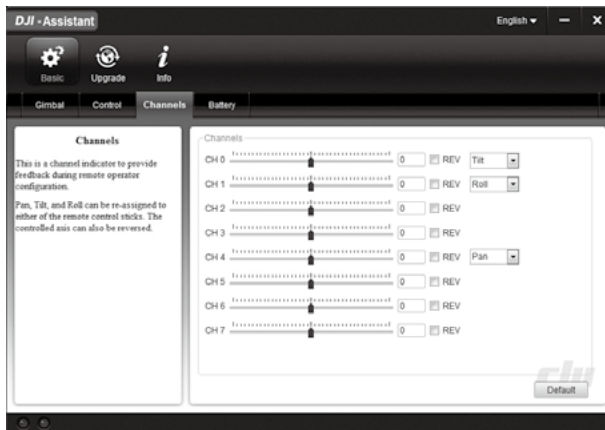 DJI - Assistant
English
Basic
Upgrade
Info
Gimbal
Control
Channels
Battery
Channels
This is a channel indicator to provide
feedback during remote operator
configuration.
Pan, Tilt, and Roll can be re-assigned to
either of the remote control sticks. The
controlled axis can also be reversed.
Channels
CH 0 0 REV Tilt
CH 1 0 REV Roll
CH 2 0 REV
CH 3 0 REV
CH 4 0 REV Pan
CH 5 0 REV
CH 6 0 REV
CH 7 0 REV
dji
Default